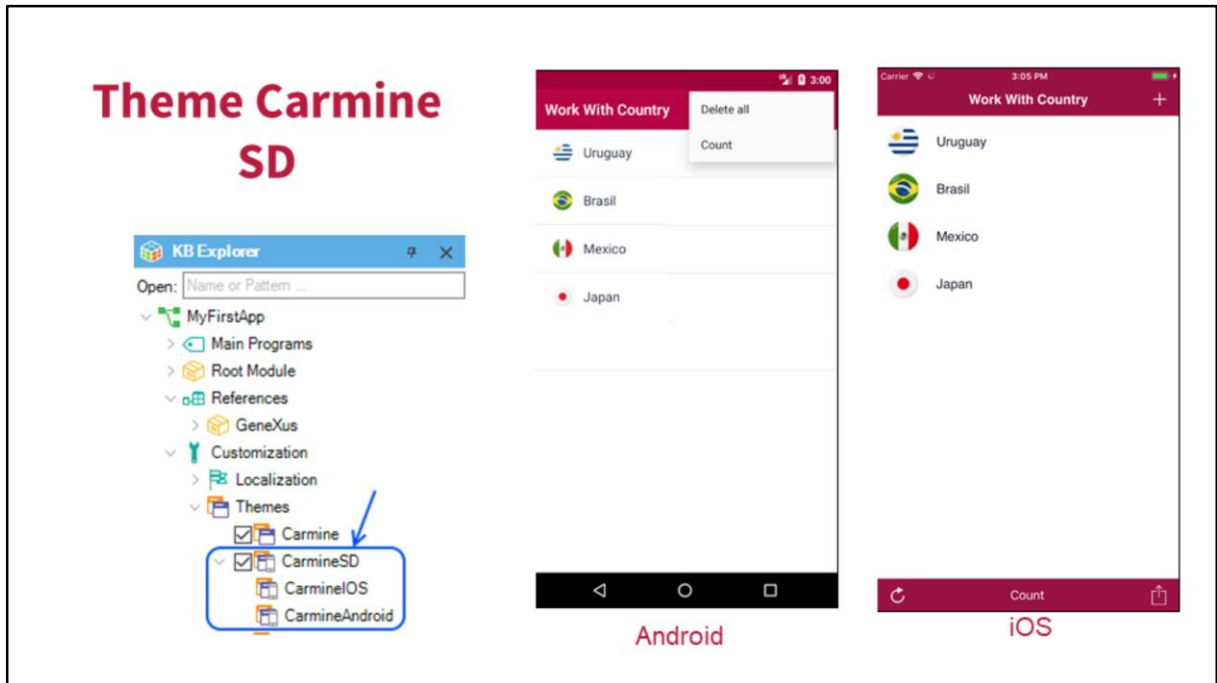 Theme Carmine
SD
KB Explorer
Open: Name or Pattern ...
MyFirstApp
Main Programs
Root Module
References
GeneXus
Customization
Localization
Themes
Carmine
CarmineSD
CarmineIOS
CarmineAndroid
3:00
Work With Country
Delete all
Count
Uruguay
Brasil
Mexico
Japan
Android
Carrier 3:05 PM
Work With Country +
Uruguay
Brasil
Mexico
Japan
Count
iOS